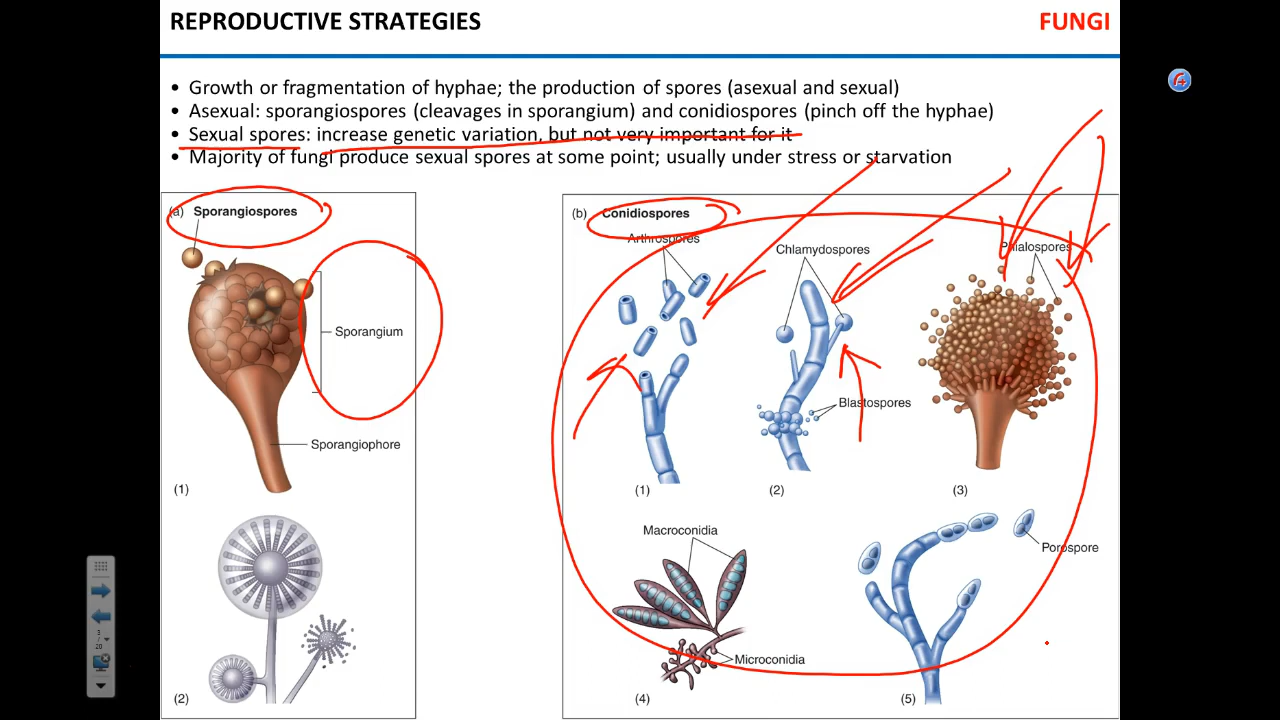 REPRODUCTIVE STRATEGIES
FUNGI
• Growth or fragmentation of hyphae; the production of spores (asexual and sexual)
• Asexual: sporangiospores (cleavages in sporangium) and conidiospores (pinch off the hyphae)
• Sexual spores: increase genetic variation, but not very important for it
• Majority of fungi produce sexual spores at some point; usually under stress or starvation
(a) Sporangiospores
Sporangium
Sporangiophore
(1)
(2)
(b) Conidiospores
Arthrospores
Chlamydospores
Phialospores
Blastospores
(1)
(2)
(3)
Macroconidia
Microconidia
Porospore
(4)
(5)